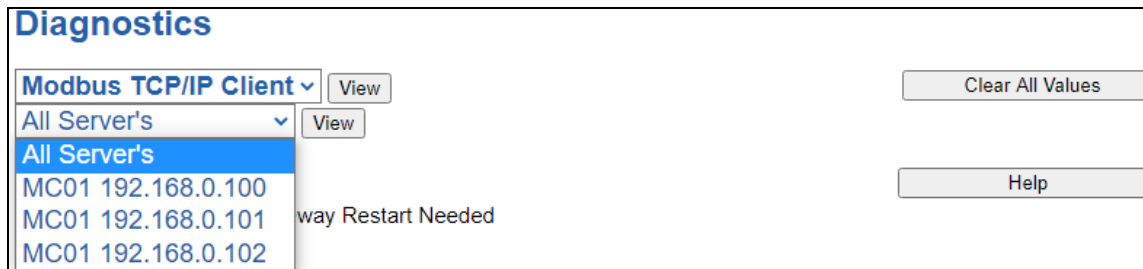 Diagnostics
Modbus TCP/IP Client View Clear All Values
All Server's View
All Server's
MC01 192.168.0.100 Help
MC01 192.168.0.101 way Restart Needed
MC01 192.168.0.102